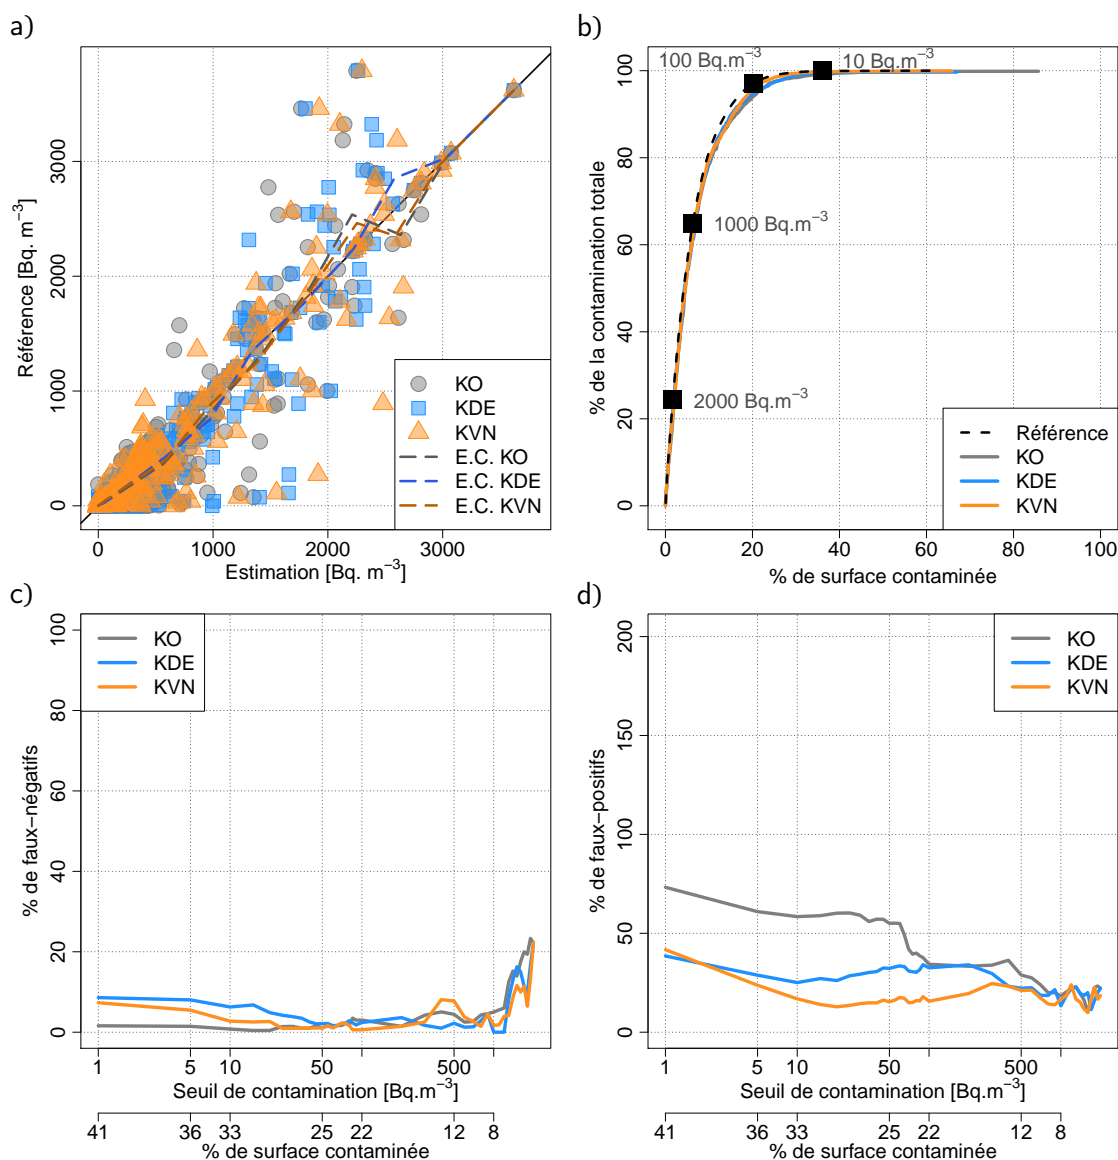 a)
Référence [Bq. m⁻³]
3000
2000
1000
0
0 1000 2000 3000
Estimation [Bq. m⁻³]
KO
KDE
KVN
E.C. KO
E.C. KDE
E.C. KVN
b)
% de la contamination totale
100
80
60
40
20
0
100 Bq.m⁻³
10 Bq.m⁻³
1000 Bq.m⁻³
2000 Bq.m⁻³
Référence
KO
KDE
KVN
0 20 40 60 80 100
% de surface contaminée
c)
% de faux−négatifs
100
80
60
40
20
0
KO
KDE
KVN
1 5 10 50 500
Seuil de contamination [Bq.m⁻³]
41 36 33 25 22 12 8
% de surface contaminée
d)
% de faux−positifs
200
150
100
50
0
KO
KDE
KVN
1 5 10 50 500
Seuil de contamination [Bq.m⁻³]
41 36 33 25 22 12 8
% de surface contaminée